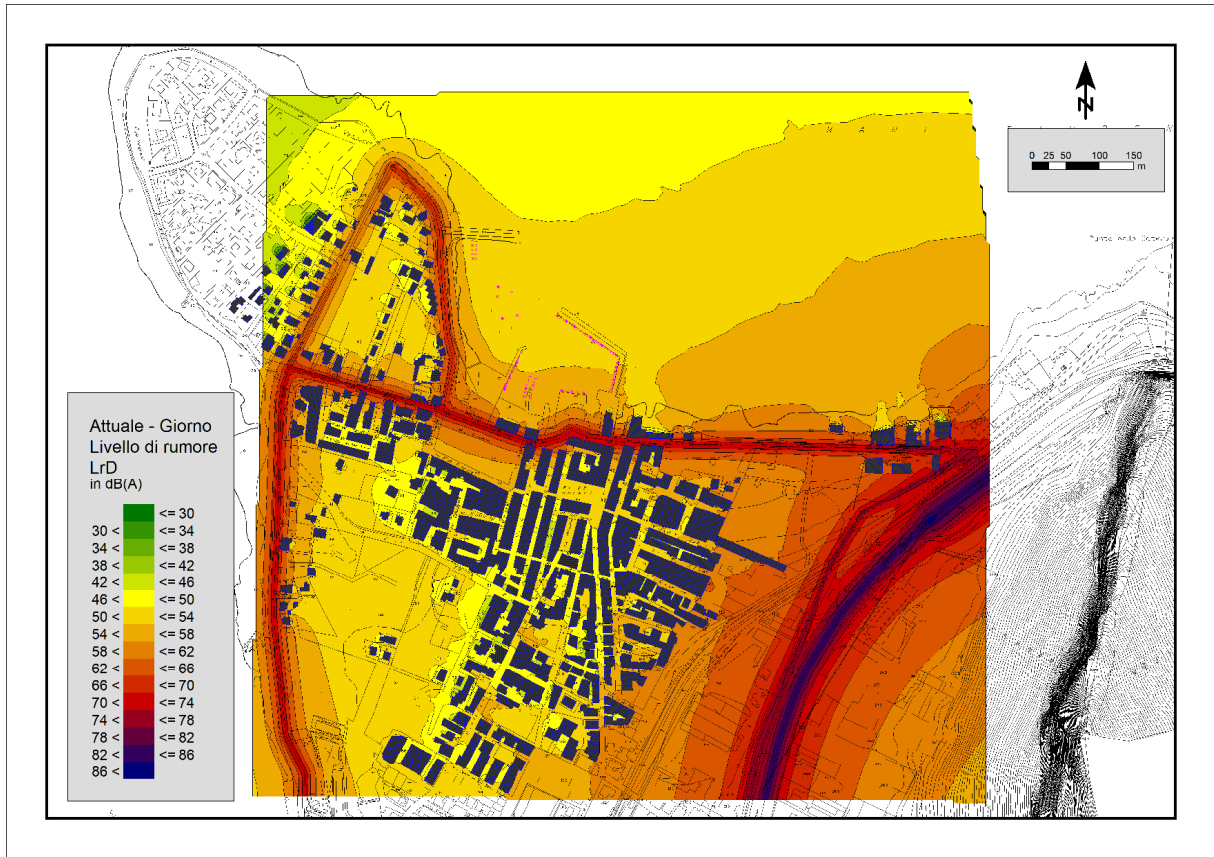 N
0 25 50 100 150
m
M A N I
Attuale - Giorno
Livello di rumore
LrD
in dB(A)
<= 30
30 < <= 34
34 < <= 38
38 < <= 42
42 < <= 46
46 < <= 50
50 < <= 54
54 < <= 58
58 < <= 62
62 < <= 66
66 < <= 70
70 < <= 74
74 < <= 78
78 < <= 82
82 < <= 86
86 <